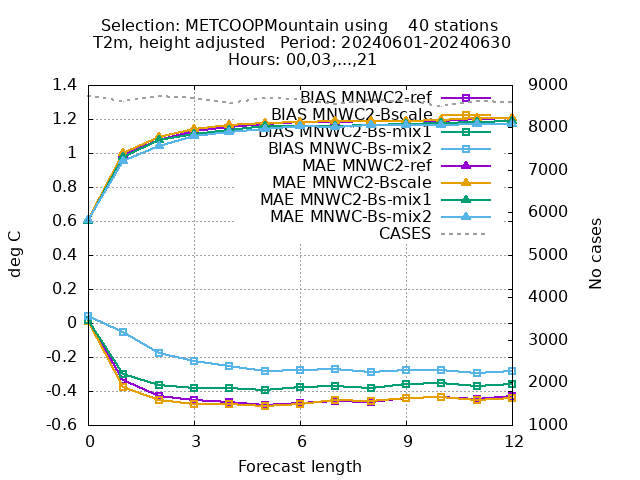 Selection: METCOOPMountain using    40 stations
T2m, height adjusted   Period: 20240601-20240630
Hours: 00,03,...,21
1.4
1.2
1
0.8
0.6
0.4
0.2
0
-0.2
-0.4
-0.6
deg C
9000
8000
7000
6000
5000
4000
3000
2000
1000
No cases
BIAS MNWC2-ref
BIAS MNWC2-Bscale
BIAS MNWC2-Bs-mix1
BIAS MNWC-Bs-mix2
MAE MNWC2-ref
MAE MNWC2-Bscale
MAE MNWC2-Bs-mix1
MAE MNWC-Bs-mix2
CASES
0 3 6 9 12
Forecast length